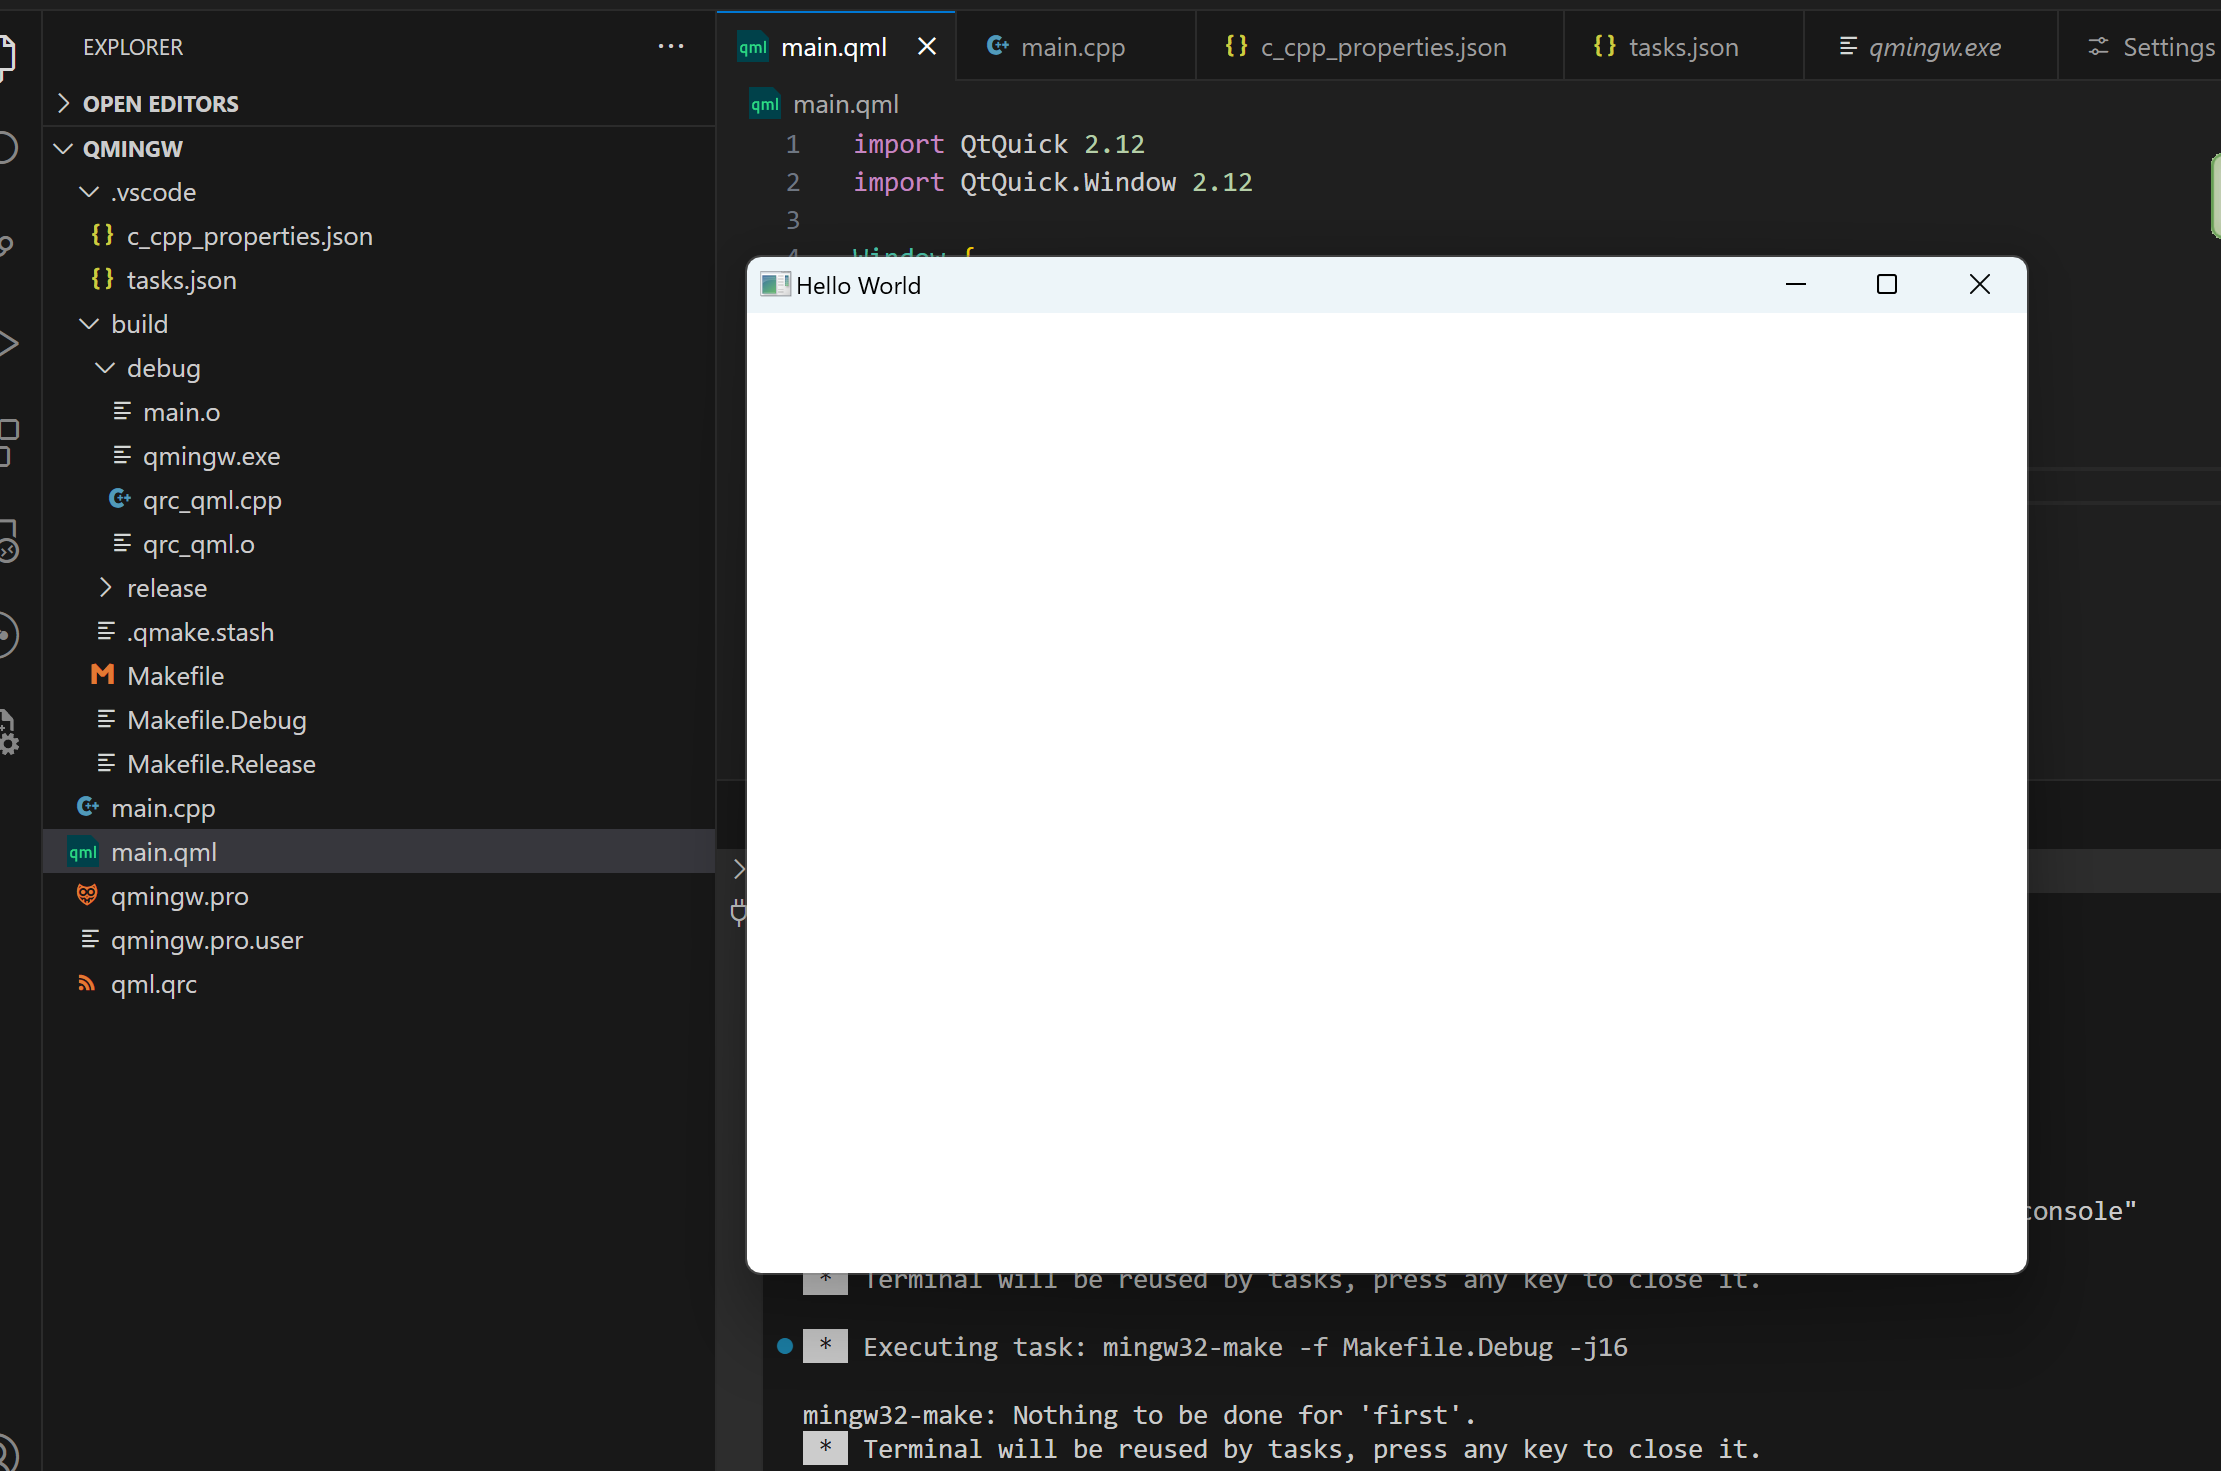 EXPLORER
OPEN EDITORS
QMINGW
.vscode
c_cpp_properties.json
tasks.json
build
debug
main.o
qmingw.exe
qrc_qml.cpp
qrc_qml.o
release
.qmake.stash
Makefile
Makefile.Debug
Makefile.Release
main.cpp
qml main.qml
qmingw.pro
qmingw.pro.user
qml.qrc
qml main.qml main.cpp {} c_cpp_properties.json {} tasks.json qmingw.exe Settings
qml main.qml
1 import QtQuick 2.12
2 import QtQuick.Window 2.12
3
4 Window {
Hello World
console"
* Terminal will be reused by tasks, press any key to close it.
* Executing task: mingw32-make -f Makefile.Debug -j16
mingw32-make: Nothing to be done for 'first'.
* Terminal will be reused by tasks, press any key to close it.